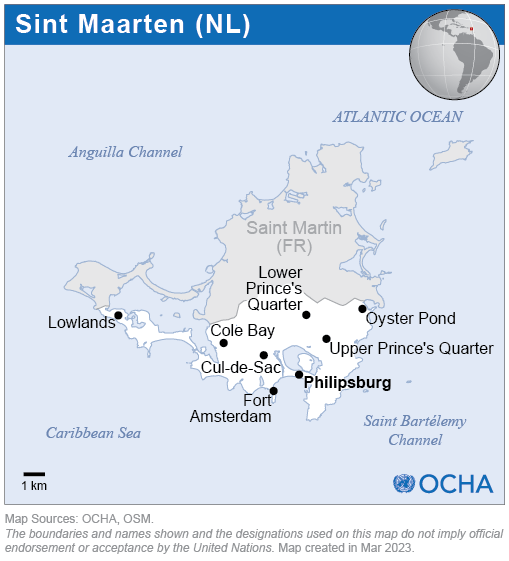 Sint Maarten (NL)
ATLANTIC OCEAN
Anguilla Channel
Saint Martin
(FR)
Lower
Prince's
Quarter
Lowlands
Oyster Pond
Cole Bay
Upper Prince's Quarter
Cul-de-Sac
Philipsburg
Fort
Amsterdam
Saint Bartélemy
Channel
Caribbean Sea
1 km
OCHA
Map Sources: OCHA, OSM.
The boundaries and names shown and the designations used on this map do not imply official
endorsement or acceptance by the United Nations. Map created in Mar 2023.